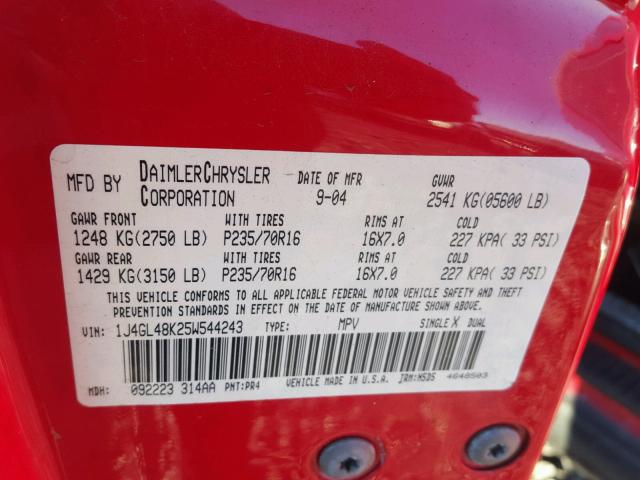 MFD BY DAIMLERCHRYSLER CORPORATION DATE OF MFR 9-04 GVWR 2541 KG(05600 LB)
GAWR FRONT WITH TIRES RIMS AT COLD
1248 KG(2750 LB) P235/70R16 16X7.0 227 KPA( 33 PSI)
GAWR REAR WITH TIRES RIMS AT COLD
1429 KG(3150 LB) P235/70R16 16X7.0 227 KPA( 33 PSI)
THIS VEHICLE CONFORMS TO ALL APPLICABLE FEDERAL MOTOR VEHICLE SAFETY AND THEFT
PREVENTION STANDARDS IN EFFECT ON THE DATE OF MANUFACTURE SHOWN ABOVE.
VIN: 1J4GL48K25W544243 TYPE: MPV SINGLE X DUAL
MDH: 092223 314AA PNT:PR4 VEHICLE MADE IN U.S.A. JRM:N5D5 4648503